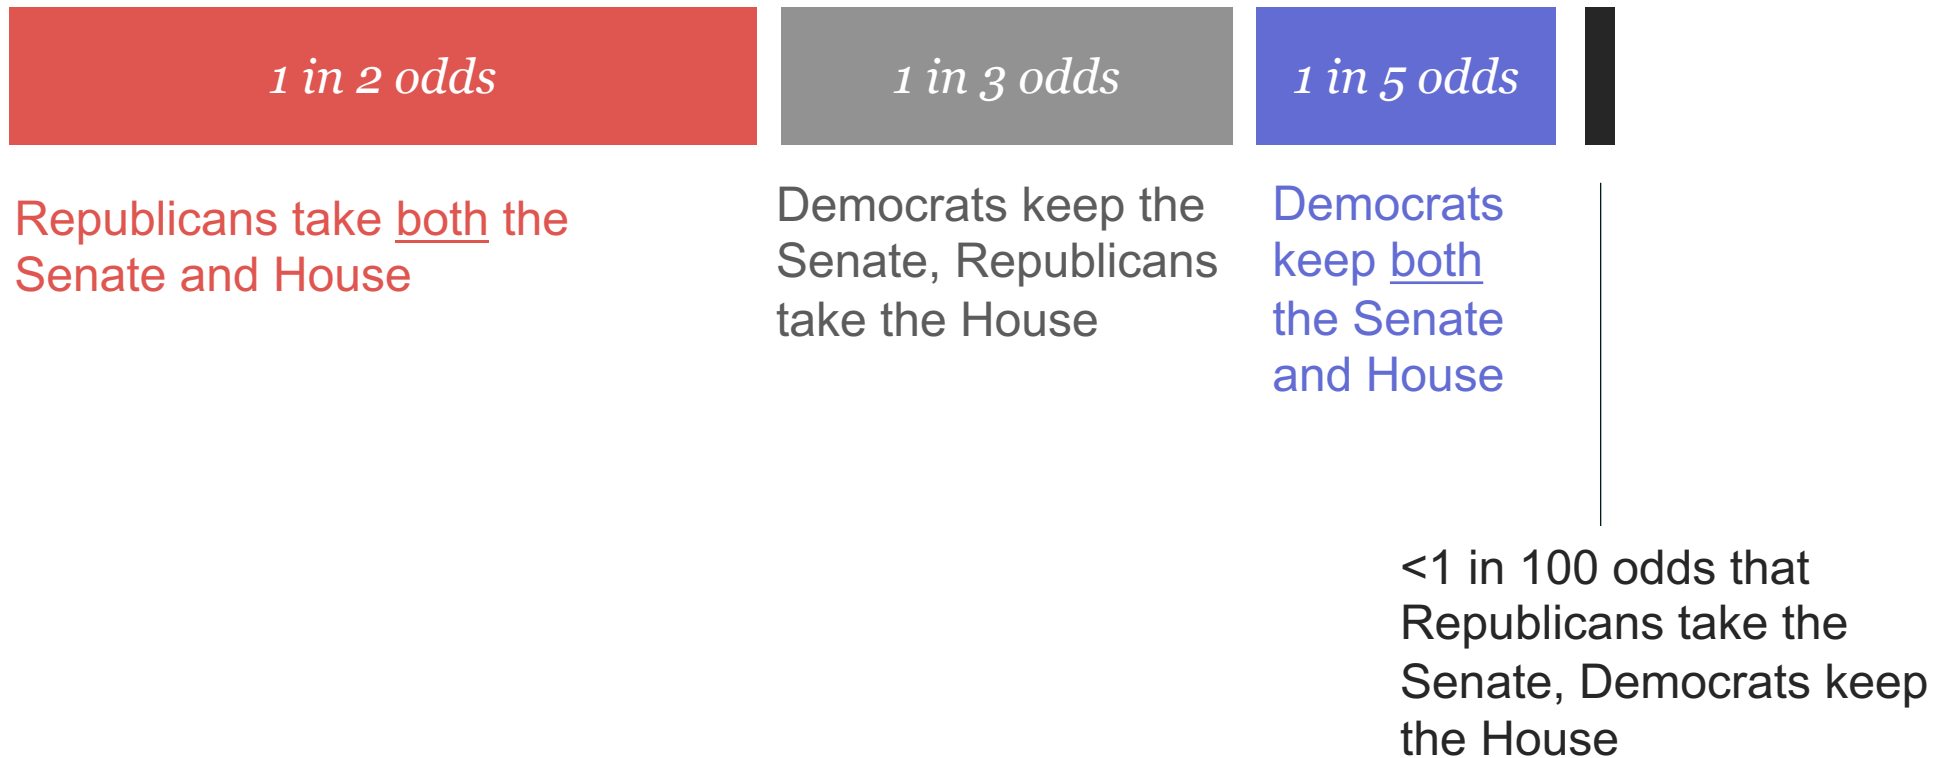 1 in 2 odds
Republicans take both the
Senate and House
1 in 3 odds
Democrats keep the
Senate, Republicans
take the House
1 in 5 odds
Democrats
keep both
the Senate
and House
<1 in 100 odds that
Republicans take the
Senate, Democrats keep
the House